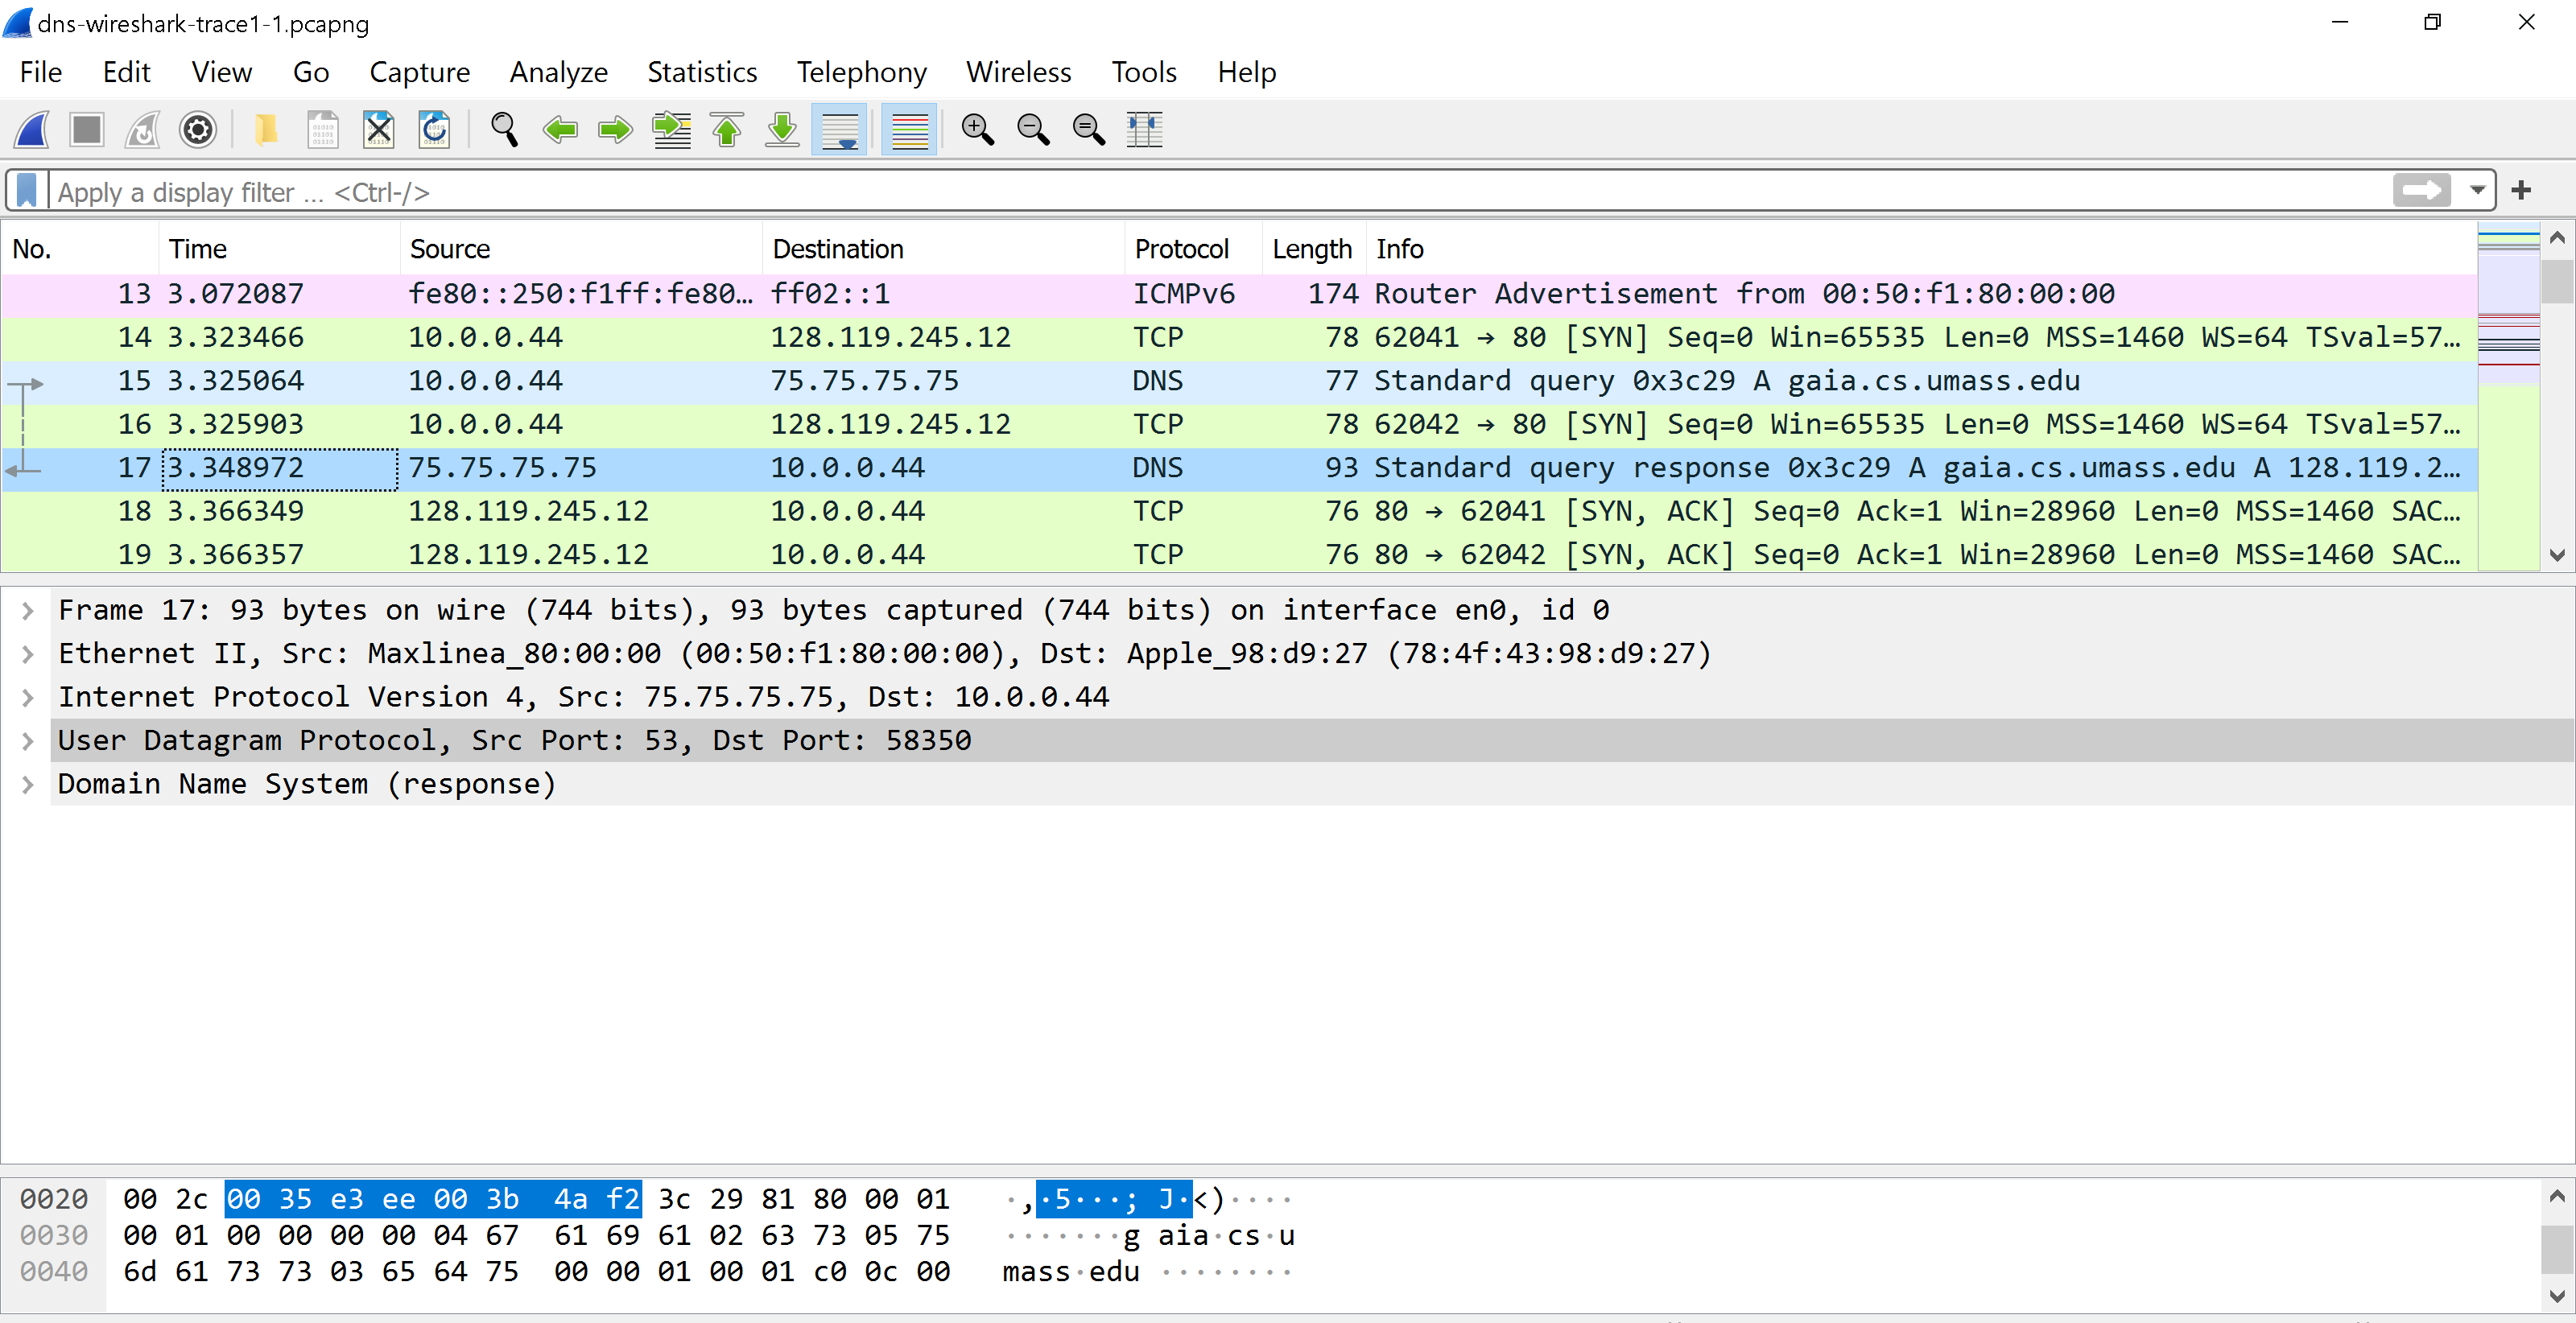 dns-wireshark-trace1-1.pcapng
File Edit View Go Capture Analyze Statistics Telephony Wireless Tools Help
Apply a display filter … <Ctrl-/>
No. Time Source Destination Protocol Length Info
13 3.072087 fe80::250:f1ff:fe80… ff02::1 ICMPv6 174 Router Advertisement from 00:50:f1:80:00:00
14 3.323466 10.0.0.44 128.119.245.12 TCP 78 62041 → 80 [SYN] Seq=0 Win=65535 Len=0 MSS=1460 WS=64 TSval=57…
15 3.325064 10.0.0.44 75.75.75.75 DNS 77 Standard query 0x3c29 A gaia.cs.umass.edu
16 3.325903 10.0.0.44 128.119.245.12 TCP 78 62042 → 80 [SYN] Seq=0 Win=65535 Len=0 MSS=1460 WS=64 TSval=57…
17 3.348972 75.75.75.75 10.0.0.44 DNS 93 Standard query response 0x3c29 A gaia.cs.umass.edu A 128.119.2…
18 3.366349 128.119.245.12 10.0.0.44 TCP 76 80 → 62041 [SYN, ACK] Seq=0 Ack=1 Win=28960 Len=0 MSS=1460 SAC…
19 3.366357 128.119.245.12 10.0.0.44 TCP 76 80 → 62042 [SYN, ACK] Seq=0 Ack=1 Win=28960 Len=0 MSS=1460 SAC…
Frame 17: 93 bytes on wire (744 bits), 93 bytes captured (744 bits) on interface en0, id 0
Ethernet II, Src: Maxlinea_80:00:00 (00:50:f1:80:00:00), Dst: Apple_98:d9:27 (78:4f:43:98:d9:27)
Internet Protocol Version 4, Src: 75.75.75.75, Dst: 10.0.0.44
User Datagram Protocol, Src Port: 53, Dst Port: 58350
Domain Name System (response)
0020 00 2c 00 35 e3 ee 00 3b 4a f2 3c 29 81 80 00 01 ·,·5···; J·<)····
0030 00 01 00 00 00 00 04 67 61 69 61 02 63 73 05 75 ·······g aia·cs·u
0040 6d 61 73 73 03 65 64 75 00 00 01 00 01 c0 0c 00 mass·edu ········